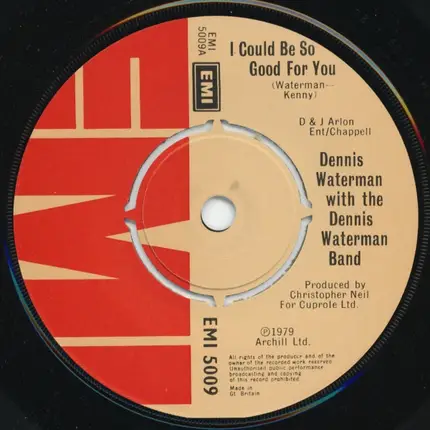 EMI
EMI
5009A
EMI
I Could Be So
Good For You
(Waterman—
Kenny)
D & J Arlon
Ent/Chappell
Dennis
Waterman
with the
Dennis
Waterman
Band
Produced by
Christopher Neil
For Cuprole Ltd.
EMI 5009
℗1979
Archill Ltd.
All rights of the producer and of the
owner of the recorded work reserved
Unauthorised public performance
broadcasting and copying
of this record prohibited
Made in
Gt. Britain